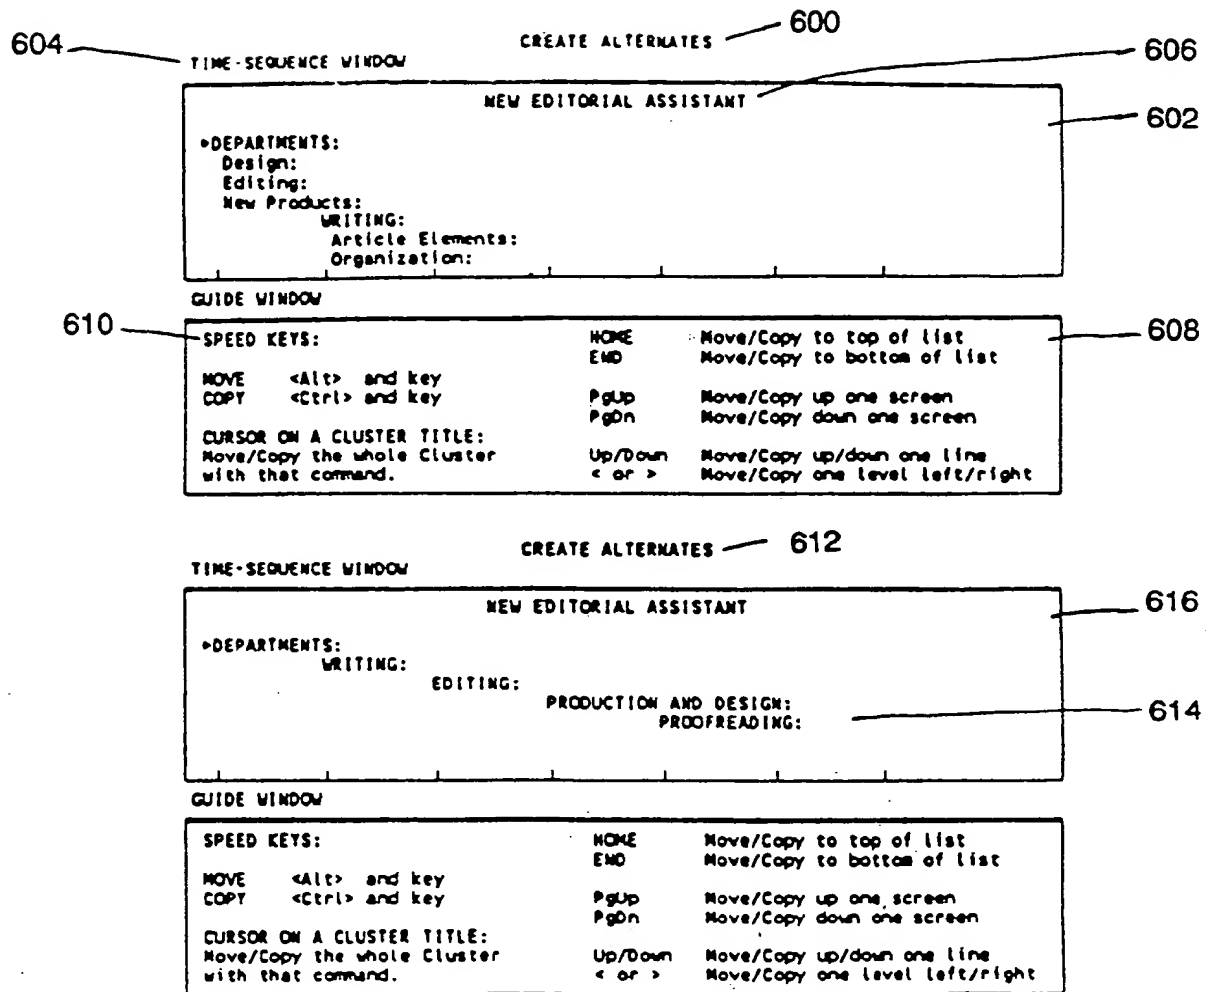 CREATE ALTERNATES 600
604 TIME-SEQUENCE WINDOW 606
NEW EDITORIAL ASSISTANT
602
▸DEPARTMENTS:
Design:
Editing:
New Products:
WRITING:
Article Elements:
Organization:
GUIDE WINDOW
610 SPEED KEYS: HOME Move/Copy to top of list 608
END Move/Copy to bottom of list
MOVE <Alt> and key
COPY <Ctrl> and key PgUp Move/Copy up one screen
PgDn Move/Copy down one screen
CURSOR ON A CLUSTER TITLE:
Move/Copy the whole Cluster Up/Down Move/Copy up/down one line
with that command. < or > Move/Copy one level left/right
CREATE ALTERNATES 612
TIME-SEQUENCE WINDOW
NEW EDITORIAL ASSISTANT 616
▸DEPARTMENTS:
WRITING:
EDITING:
PRODUCTION AND DESIGN:
PROOFREADING: 614
GUIDE WINDOW
SPEED KEYS: HOME Move/Copy to top of list
END Move/Copy to bottom of list
MOVE <Alt> and key
COPY <Ctrl> and key PgUp Move/Copy up one screen
PgDn Move/Copy down one screen
CURSOR ON A CLUSTER TITLE:
Move/Copy the whole Cluster Up/Down Move/Copy up/down one line
with that command. < or > Move/Copy one level left/right